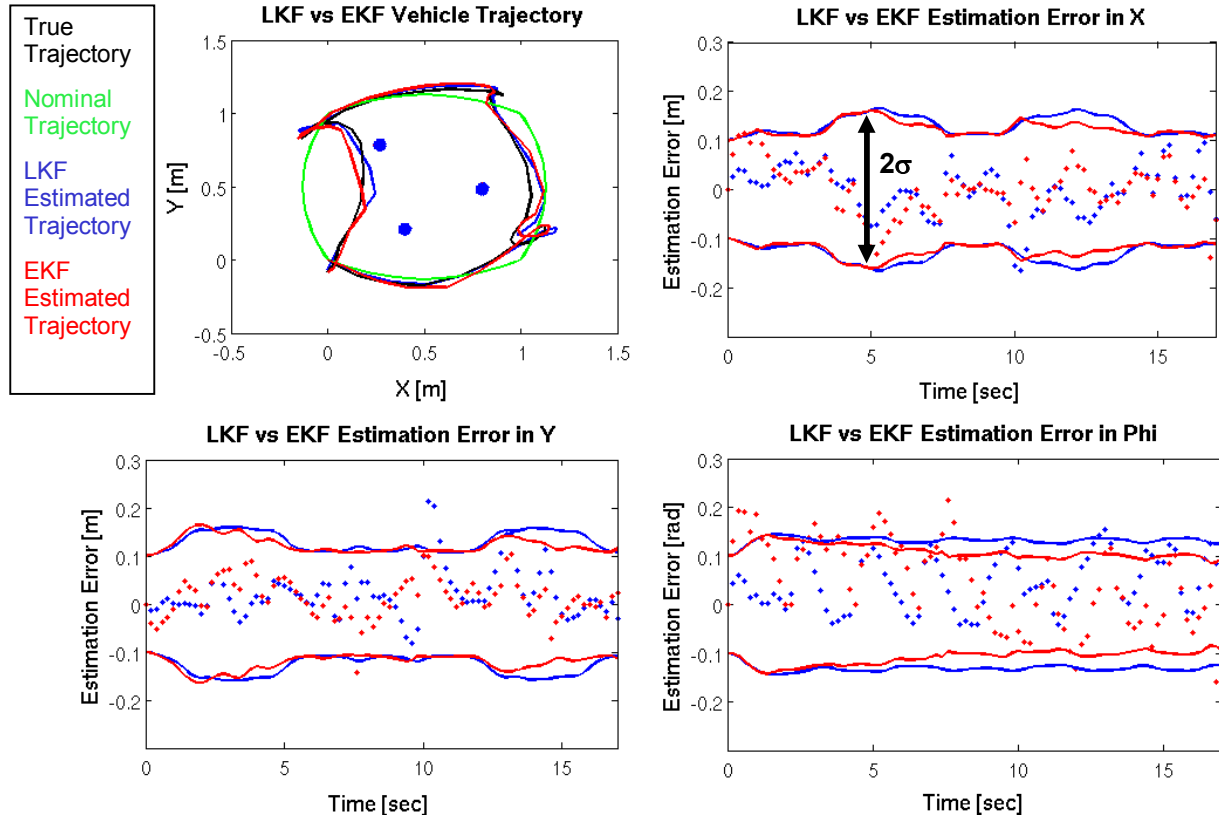 True
Trajectory
Nominal
Trajectory
LKF
Estimated
Trajectory
EKF
Estimated
Trajectory
LKF vs EKF Vehicle Trajectory
1.5
1
0.5
0
-0.5
Y [m]
-0.5
0
0.5
1
1.5
X [m]
LKF vs EKF Estimation Error in X
0.3
0.2
0.1
0
-0.1
-0.2
Estimation Error [m]
2σ
0
5
10
15
Time [sec]
LKF vs EKF Estimation Error in Y
0.3
0.2
0.1
0
-0.1
-0.2
Estimation Error [m]
0
5
10
15
Time [sec]
LKF vs EKF Estimation Error in Phi
0.3
0.2
0.1
0
-0.1
-0.2
Estimation Error [rad]
0
5
10
15
Time [sec]